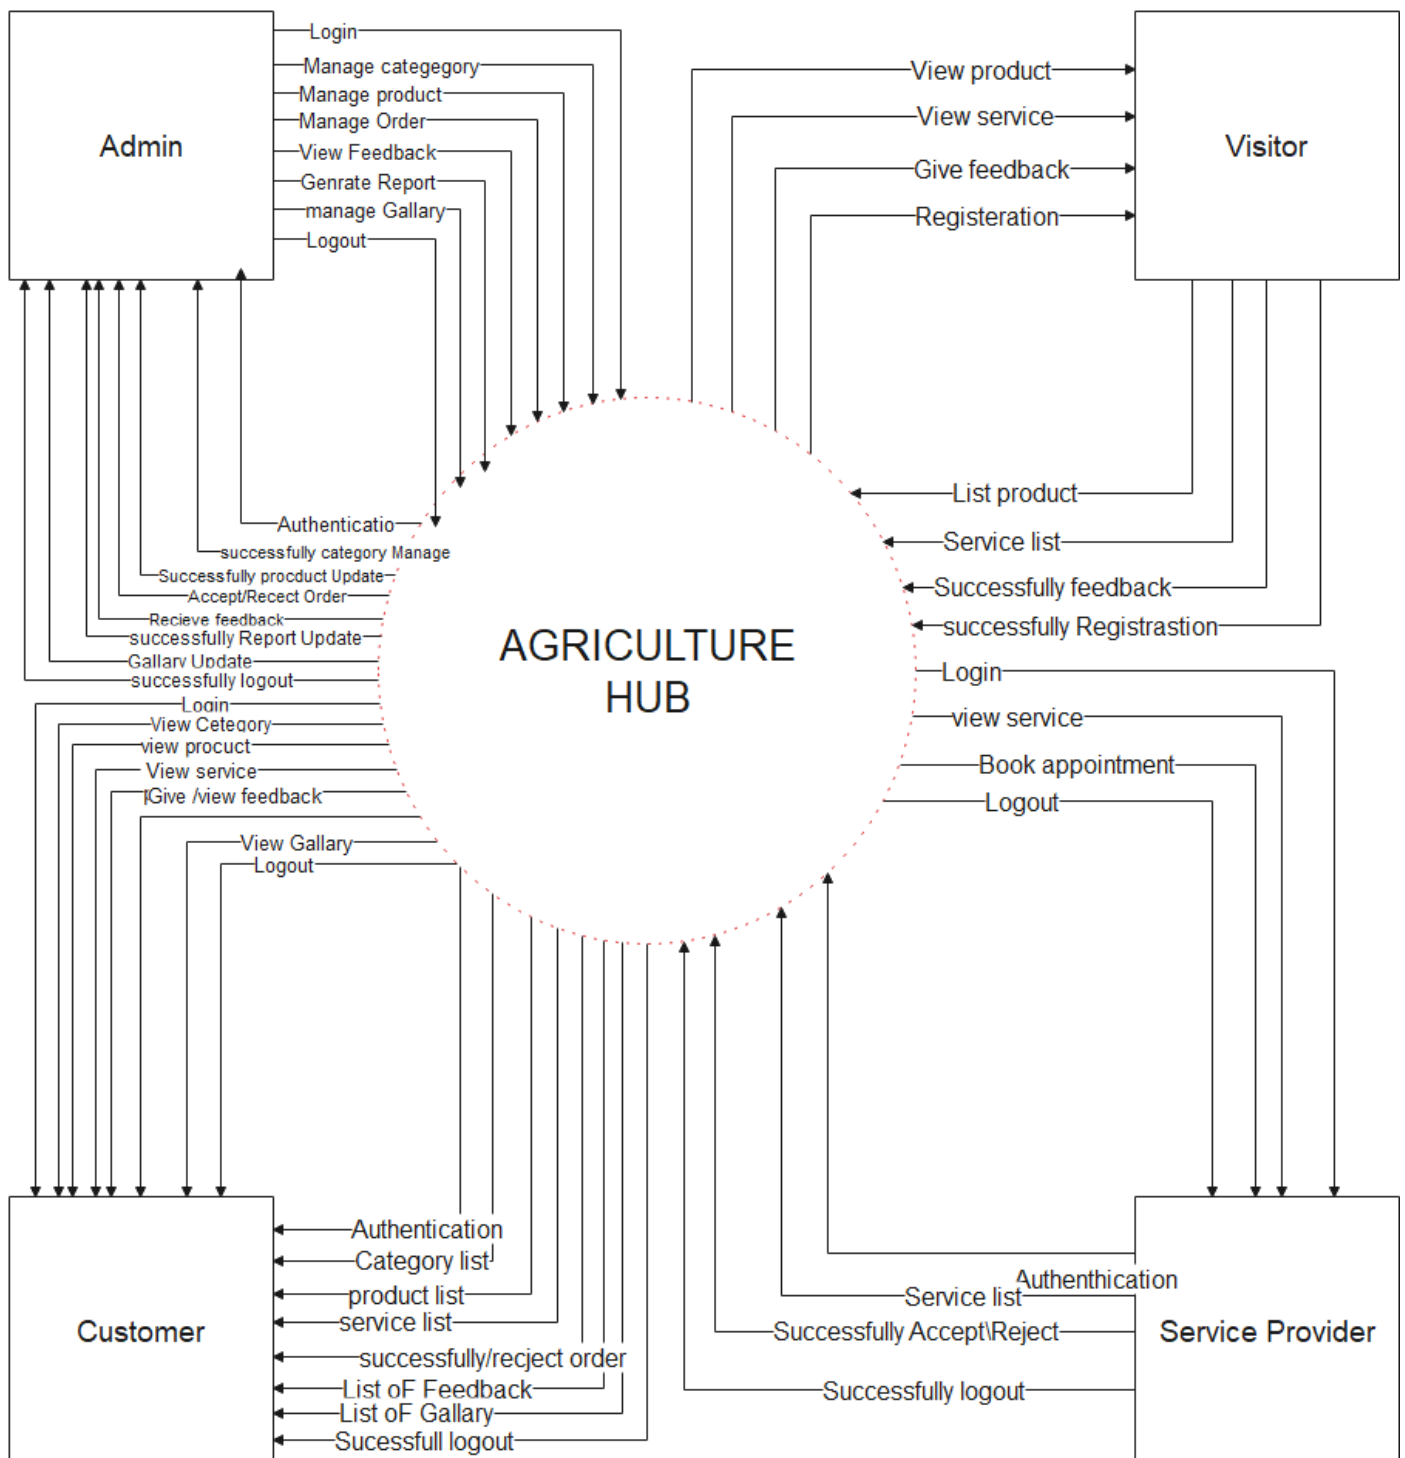 Login
Manage categegory
Manage product
Manage Order
View Feedback
Genrate Report
manage Gallary
Logout
Admin
View product
View service
Give feedback
Registeration
Visitor
Authenticatio
successfully category Manage
Successfully procduct Update
Accept/Recect Order
Recieve feedback
successfully Report Update
Gallary Update
successfully logout
Login
View Cetegory
view procuct
View service
Give /view feedback
View Gallary
Logout
AGRICULTURE
HUB
List product
Service list
Successfully feedback
successfully Registrastion
Login
view service
Book appointment
Logout
Authentication
Category list
product list
service list
successfully/recject order
List oF Feedback
List oF Gallary
Sucessfull logout
Customer
Authenthication
Service list
Successfully Accept\Reject
Successfully logout
Service Provider